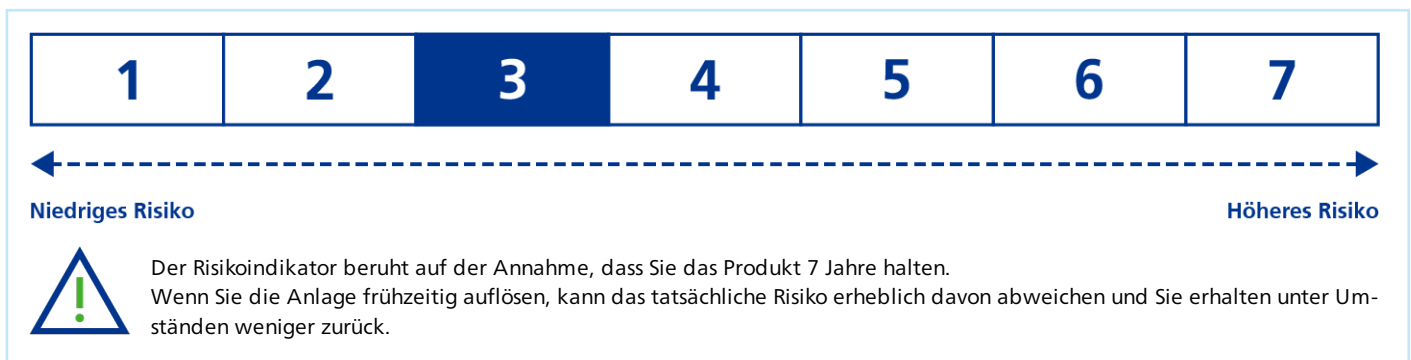 1 2 3 4 5 6 7
Niedriges Risiko Höheres Risiko
!
Der Risikoindikator beruht auf der Annahme, dass Sie das Produkt 7 Jahre halten.
Wenn Sie die Anlage frühzeitig auflösen, kann das tatsächliche Risiko erheblich davon abweichen und Sie erhalten unter Um-
ständen weniger zurück.